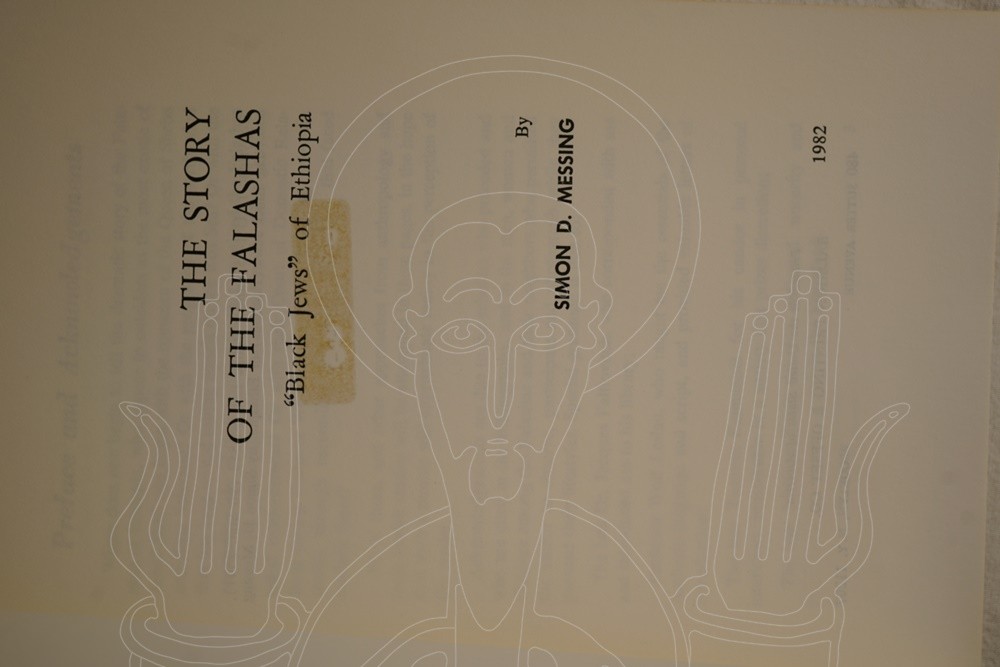 THE STORY
OF THE FALASHAS
“Black Jews” of Ethiopia
By
SIMON D. MESSING
1982